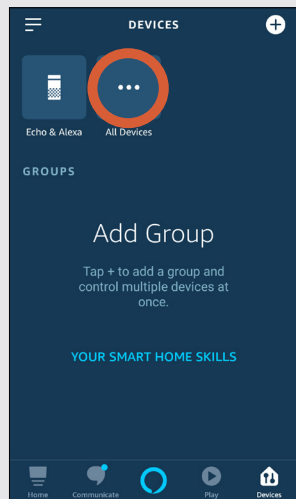 DEVICES
Echo & Alexa
All Devices
GROUPS
Add Group
Tap + to add a group and
control multiple devices at
once.
YOUR SMART HOME SKILLS
Home
Communicate
Play
Devices